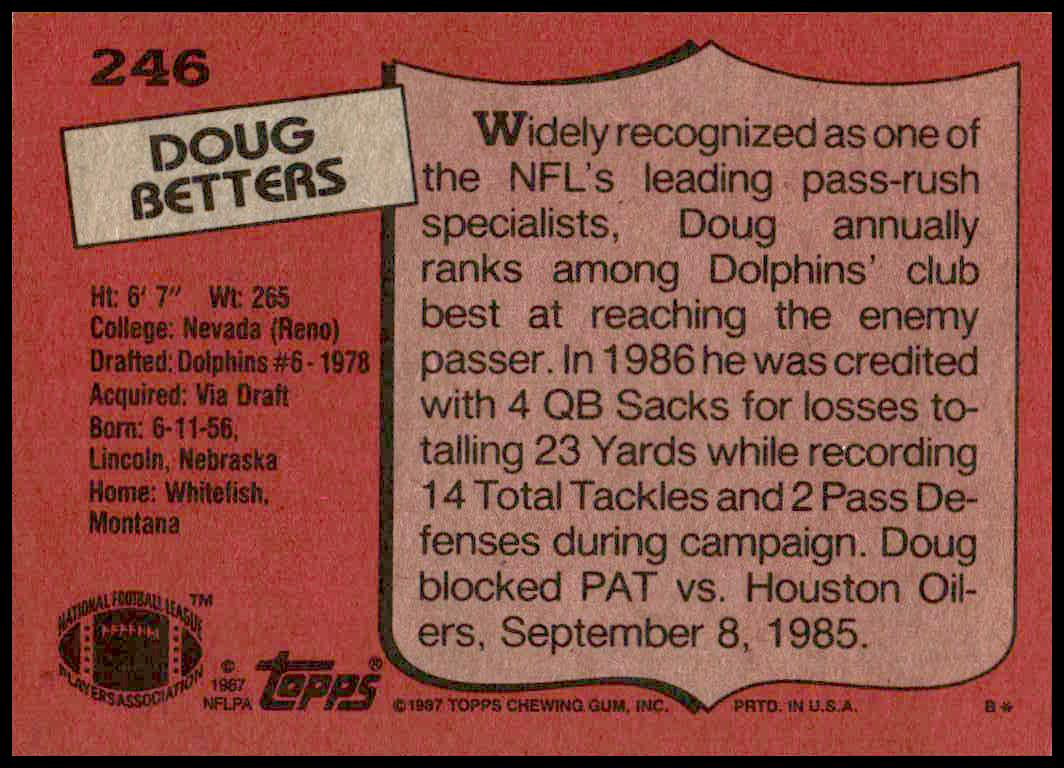 246
DOUG
BETTERS
Ht: 6' 7" Wt: 265
College: Nevada (Reno)
Drafted: Dolphins #6 - 1978
Acquired: Via Draft
Born: 6-11-56,
Lincoln, Nebraska
Home: Whitefish,
Montana
Widely recognized as one of
the NFL's leading pass-rush
specialists, Doug annually
ranks among Dolphins' club
best at reaching the enemy
passer. In 1986 he was credited
with 4 QB Sacks for losses to-
talling 23 Yards while recording
14 Total Tackles and 2 Pass De-
fenses during campaign. Doug
blocked PAT vs. Houston Oil-
ers, September 8, 1985.
NATIONAL FOOTBALL LEAGUE TM
PLAYERS ASSOCIATION
© 1987 NFLPA
topps ®
© 1987 TOPPS CHEWING GUM, INC. PRTD. IN U.S.A. B*